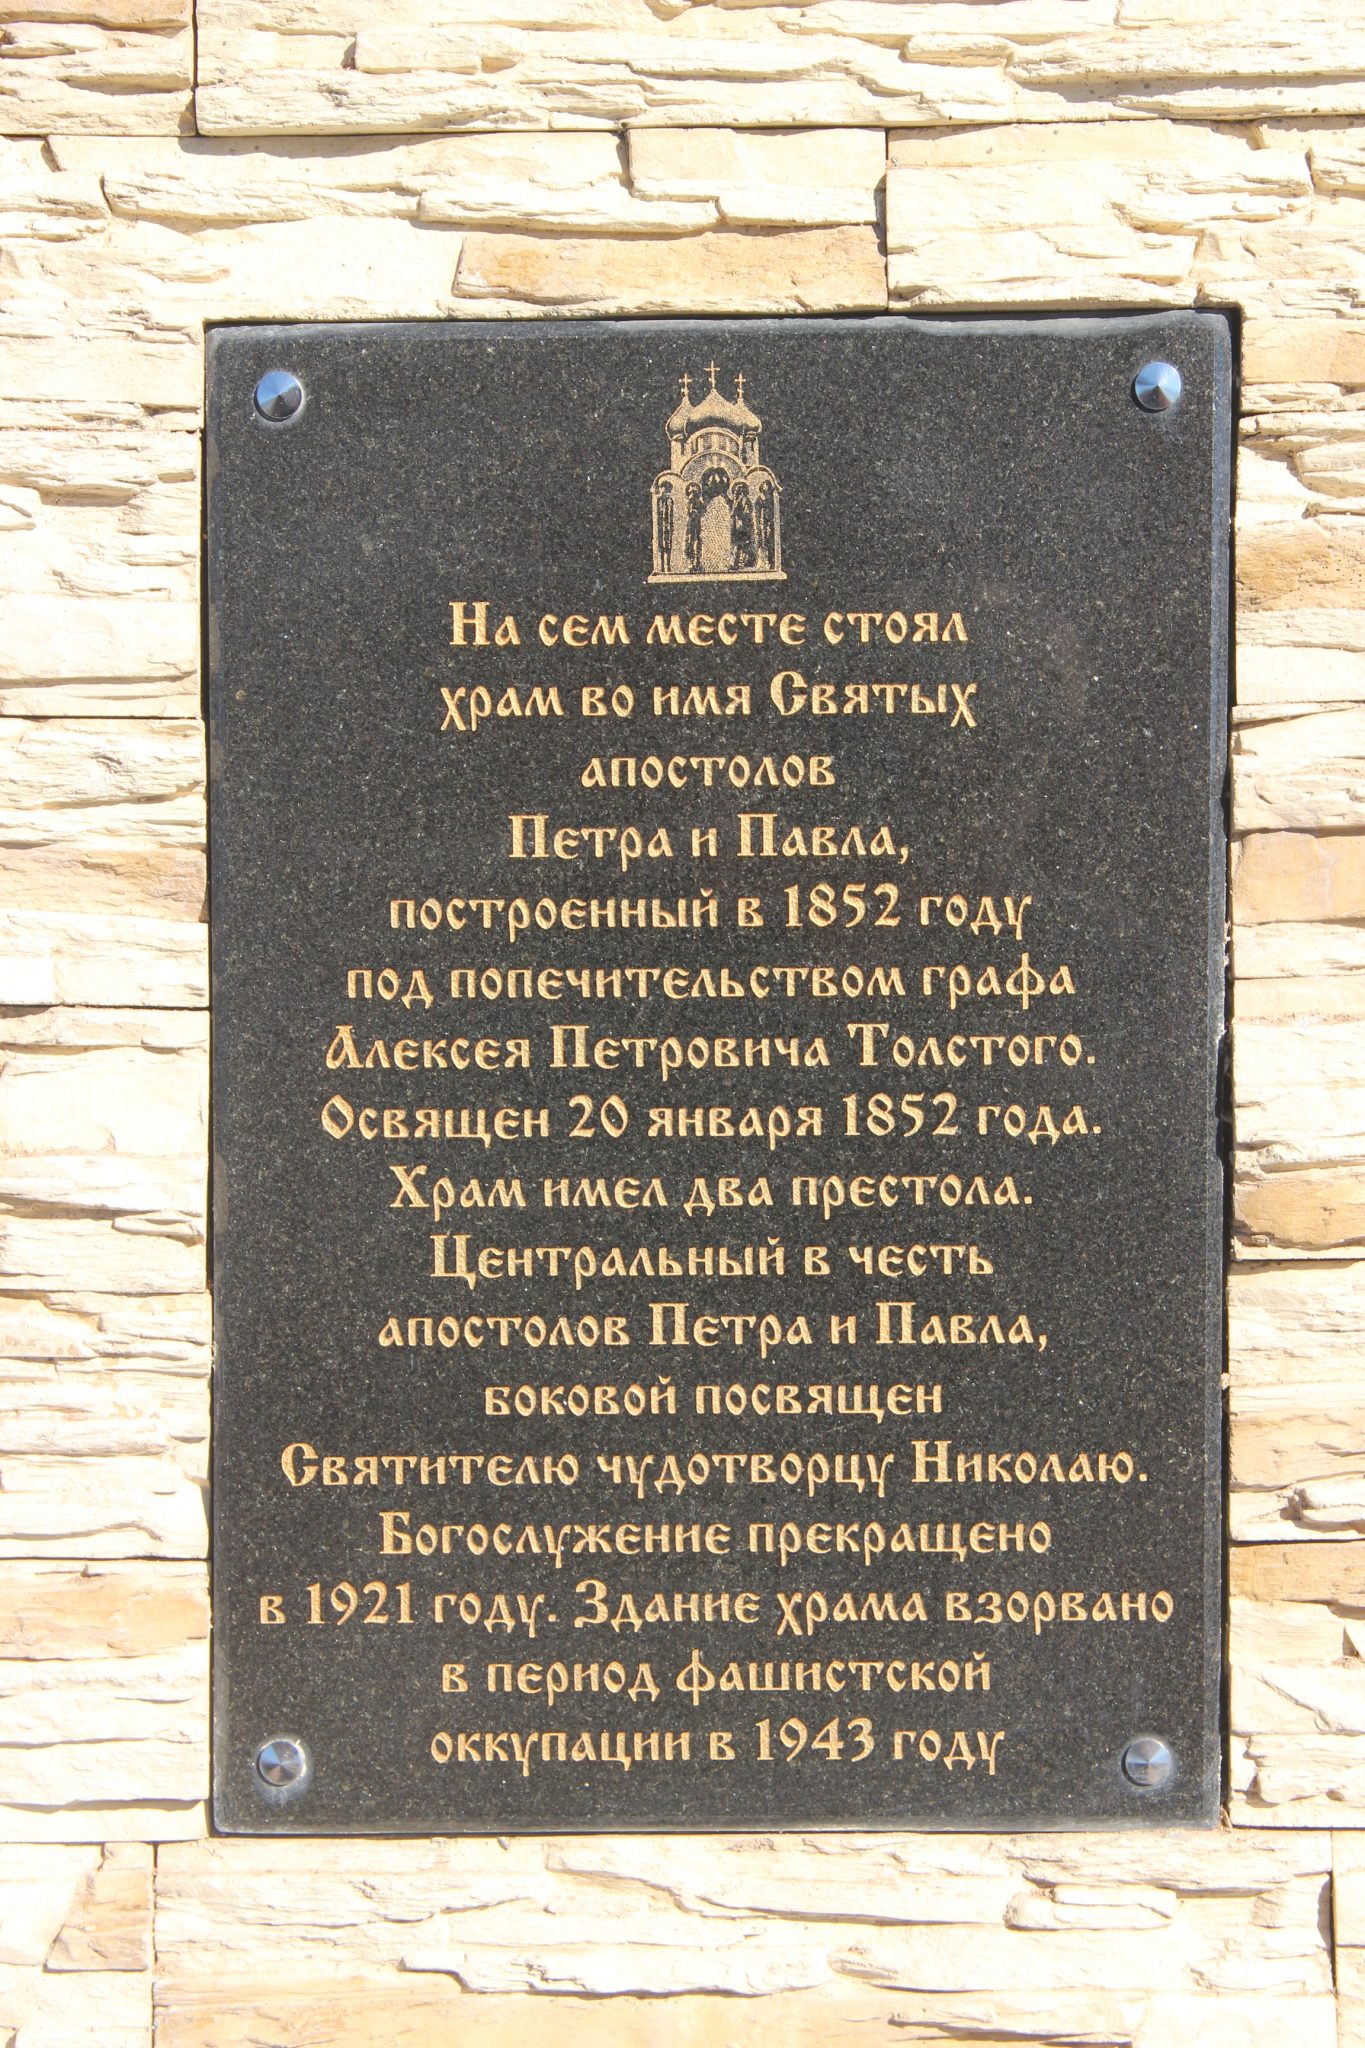 На сем месте стоял
храм во имя Святых
апостолов
Петра и Павла,
построенный в 1852 году
под попечительством графа
Алексея Петровича Толстого.
Освящен 20 января 1852 года.
Храм имел два престола.
Центральный в честь
апостолов Петра и Павла,
боковой посвящен
Святителю чудотворцу Николаю.
Богослужение прекращено
в 1921 году. Здание храма взорвано
в период фашистской
оккупации в 1943 году